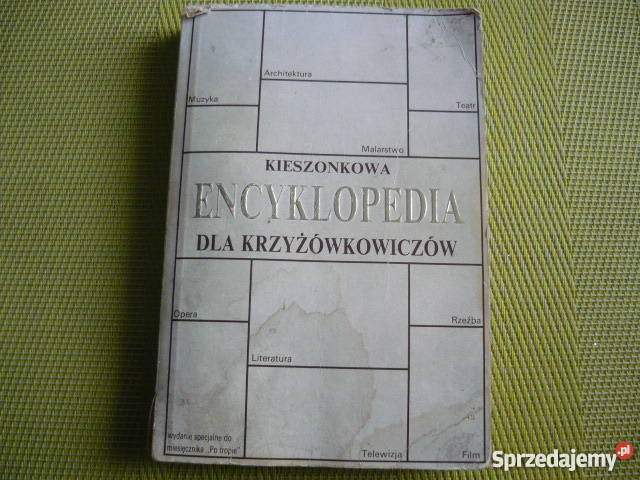 Architektura
Muzyka
Teatr
Malarstwo
KIESZONKOWA
ENCYKLOPEDIA
DLA KRZYŻÓWKOWICZÓW
Opera
Rzeźba
Literatura
wydanie specjalne do
miesięcznika „Po tropie”
Telewizja
Film
Sprzedajemy.pl